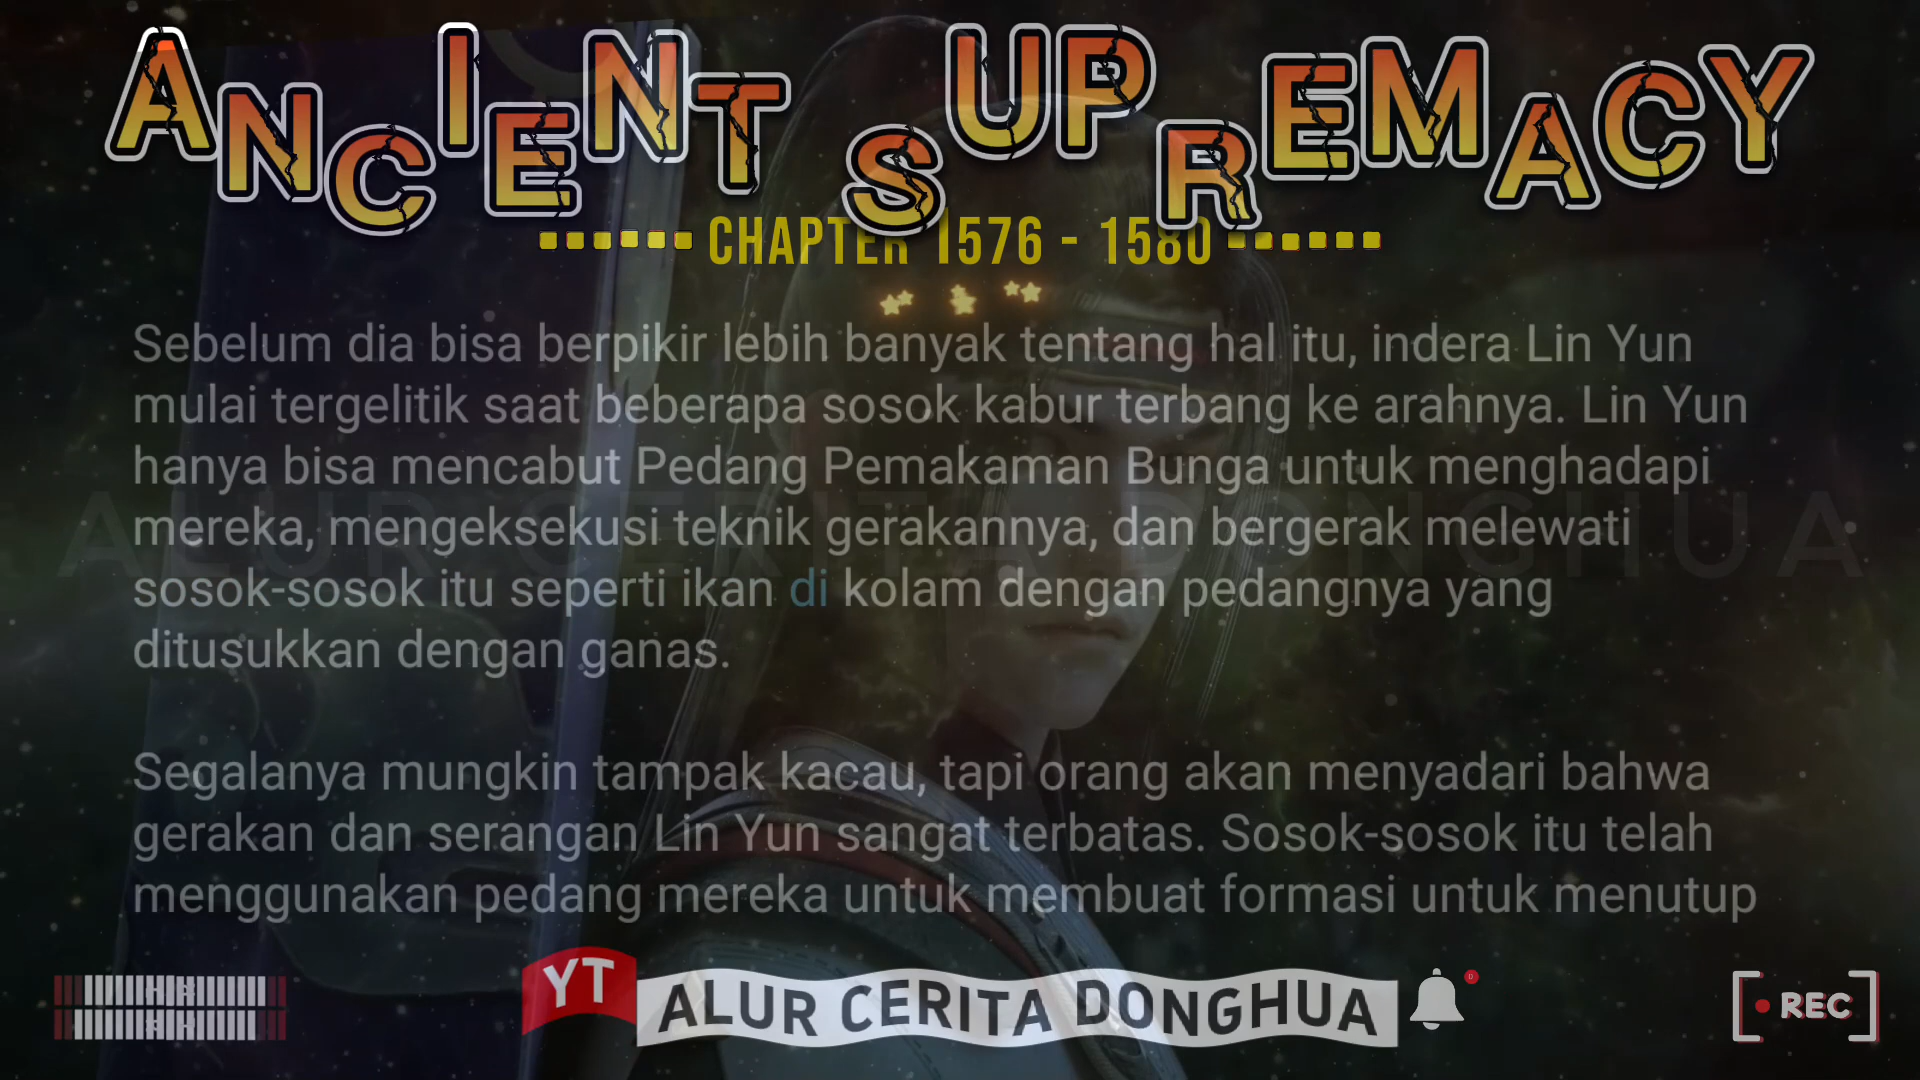 ANCIENT SUPREMACY
CHAPTER 1576 - 1580
Sebelum dia bisa berpikir lebih banyak tentang hal itu, indera Lin Yun
mulai tergelitik saat beberapa sosok kabur terbang ke arahnya. Lin Yun
hanya bisa mencabut Pedang Pemakaman Bunga untuk menghadapi
mereka, mengeksekusi teknik gerakannya, dan bergerak melewati
ALUR CERITA DONGHUA
sosok-sosok itu seperti ikan di kolam dengan pedangnya yang
ditusukkan dengan ganas.
Segalanya mungkin tampak kacau, tapi orang akan menyadari bahwa
gerakan dan serangan Lin Yun sangat terbatas. Sosok-sosok itu telah
menggunakan pedang mereka untuk membuat formasi untuk menutup
YT ALUR CERITA DONGHUA
REC